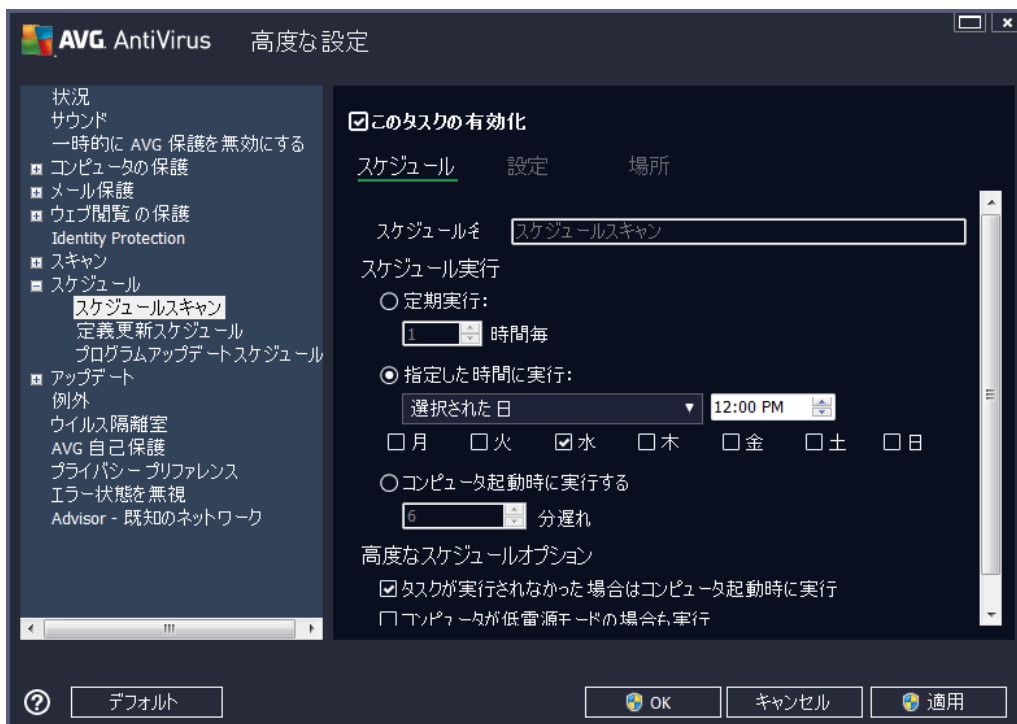 AVG. AntiVirus 高度な設定
状況
サウンド
一時的に AVG 保護を無効にする
コンピュータの保護
メール保護
ウェブ閲覧 の保護
Identity Protection
スキャン
スケジュール
スケジュールスキャン
定義更新スケジュール
プログラムアップデートスケジュール
アップデート
例外
ウイルス隔離室
AVG 自己保護
プライバシー プリファレンス
エラー状態を無視
Advisor - 既知のネットワーク
このタスクの有効化
スケジュール 設定 場所
スケジュール名 スケジュールスキャン
スケジュール実行
定期実行:
1 時間毎
指定した時間に実行:
選択された日 12:00 PM
月 火 水 木 金 土 日
コンピュータ起動時に実行する
6 分遅れ
高度なスケジュールオプション
タスクが実行されなかった場合はコンピュータ起動時に実行
コンピュータが低電源モードの場合も実行
デフォルト OK キャンセル 適用